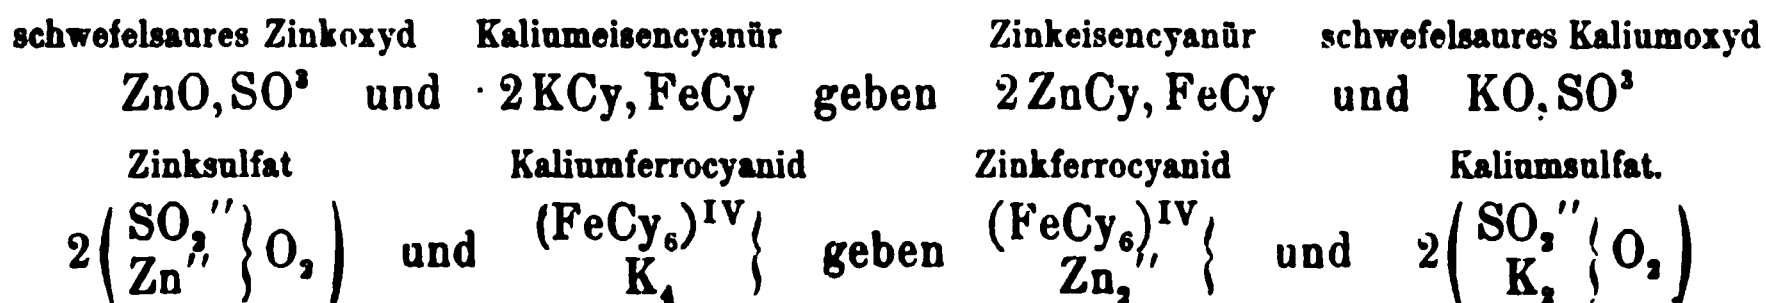 schwefelsaures Zinkoxyd Kaliumeisencyanür Zinkeisencyanür schwefelsaures Kaliumoxyd
ZnO, SO³ und 2 KCy, FeCy geben 2 ZnCy, FeCy und KO, SO³
Zinksulfat Kaliumferrocyanid Zinkferrocyanid Kaliumsulfat.
2(SO₂″ Zn″} O₂) und (FeCy₆)ᴵⱽ K₄} geben (FeCy₆)ᴵⱽ Zn₂″} und 2(SO₂″ K₂} O₂)